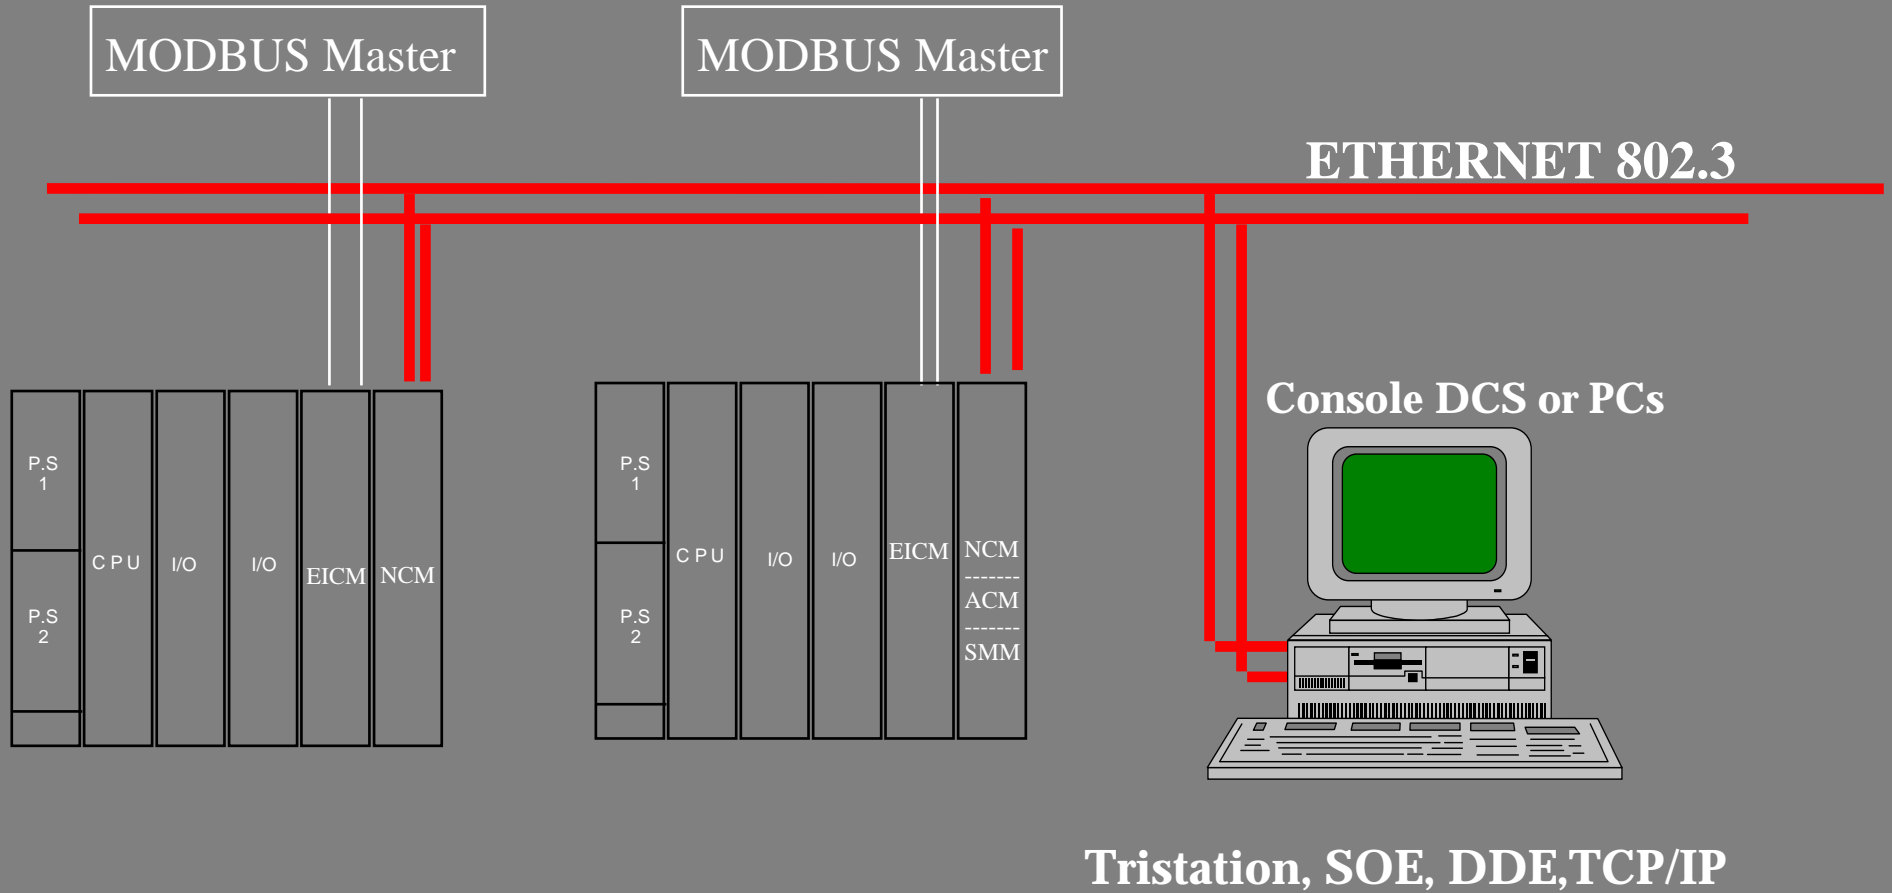 MODBUS Master
MODBUS Master
ETHERNET 802.3
Console DCS or PCs
P.S
1
P.S
2
C P U
I/O
I/O
EICM
NCM
P.S
1
P.S
2
C P U
I/O
I/O
EICM
NCM
-------
ACM
-------
SMM
Tristation, SOE, DDE,TCP/IP